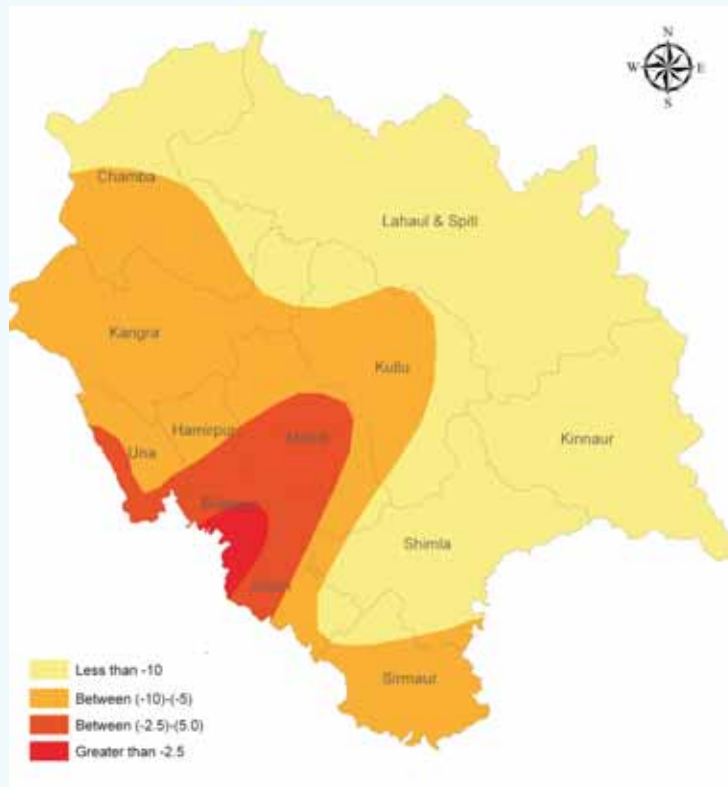 N
W E
S
Chamba
Lahaul & Spiti
Kangra
Kullu
Hamirpur
Mandi
Una
Kinnaur
Shimla
Sirmaur
Less than -10
Between (-10)-(-5)
Between (-2.5)-(5.0)
Greater than -2.5